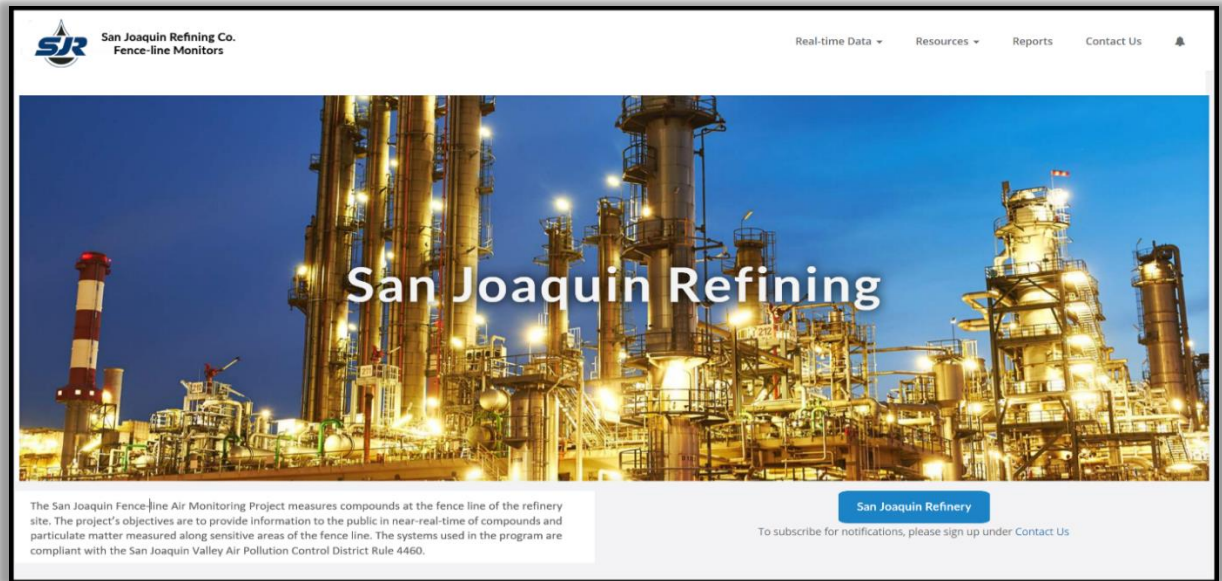 SJR
San Joaquin Refining Co.
Fence-line Monitors
Real-time Data
Resources
Reports
Contact Us
San Joaquin Refining
212
The San Joaquin Fence-line Air Monitoring Project measures compounds at the fence line of the refinery
site. The project's objectives are to provide information to the public in near-real-time of compounds and
particulate matter measured along sensitive areas of the fence line. The systems used in the program are
compliant with the San Joaquin Valley Air Pollution Control District Rule 4460.
San Joaquin Refinery
To subscribe for notifications, please sign up under Contact Us